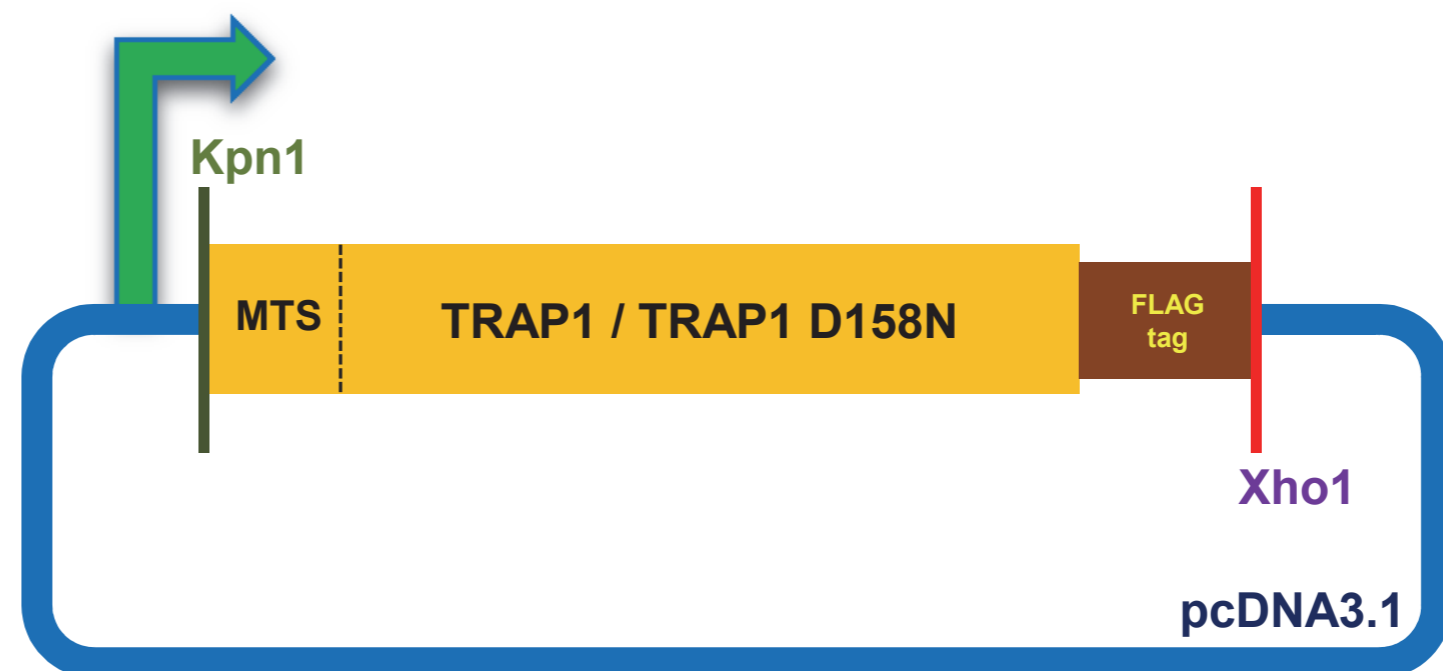 Kpn1
MTS
TRAP1 / TRAP1 D158N
FLAG
tag
Xho1
pcDNA3.1